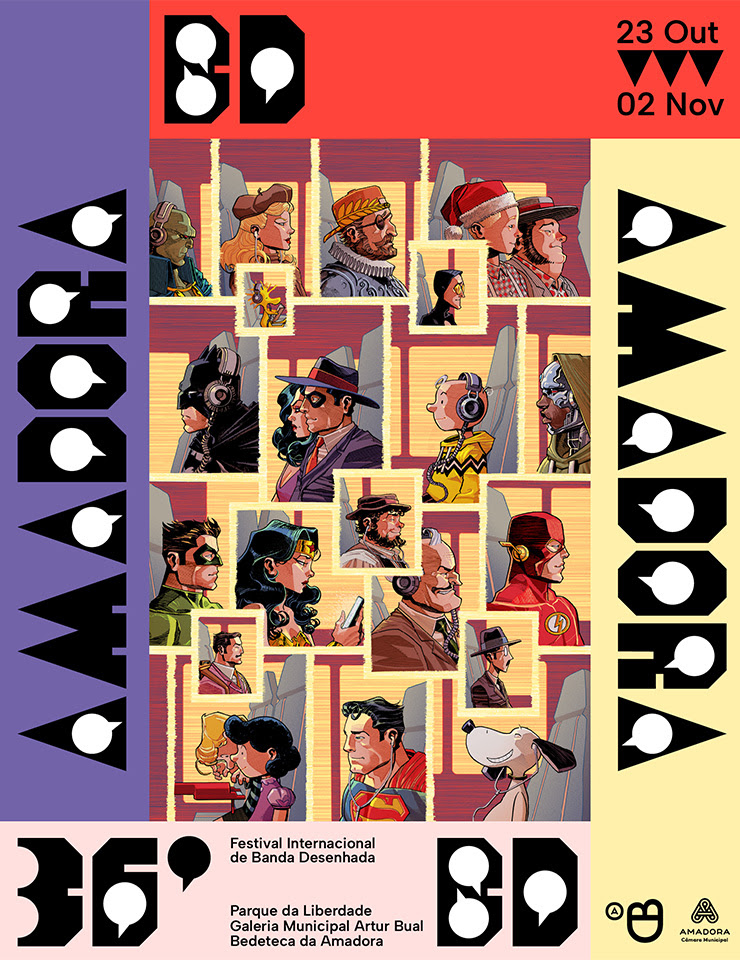 BD
23 Out
02 Nov
AMADORA
AMADORA
36'
Festival Internacional
de Banda Desenhada
Parque da Liberdade
Galeria Municipal Artur Bual
Bedeteca da Amadora
BD
A
B
AMADORA
Câmara Municipal